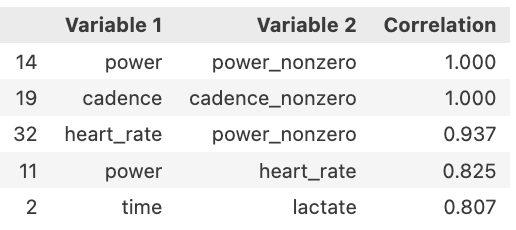 Variable 1 Variable 2 Correlation
14 power power_nonzero 1.000
19 cadence cadence_nonzero 1.000
32 heart_rate power_nonzero 0.937
11 power heart_rate 0.825
2 time lactate 0.807